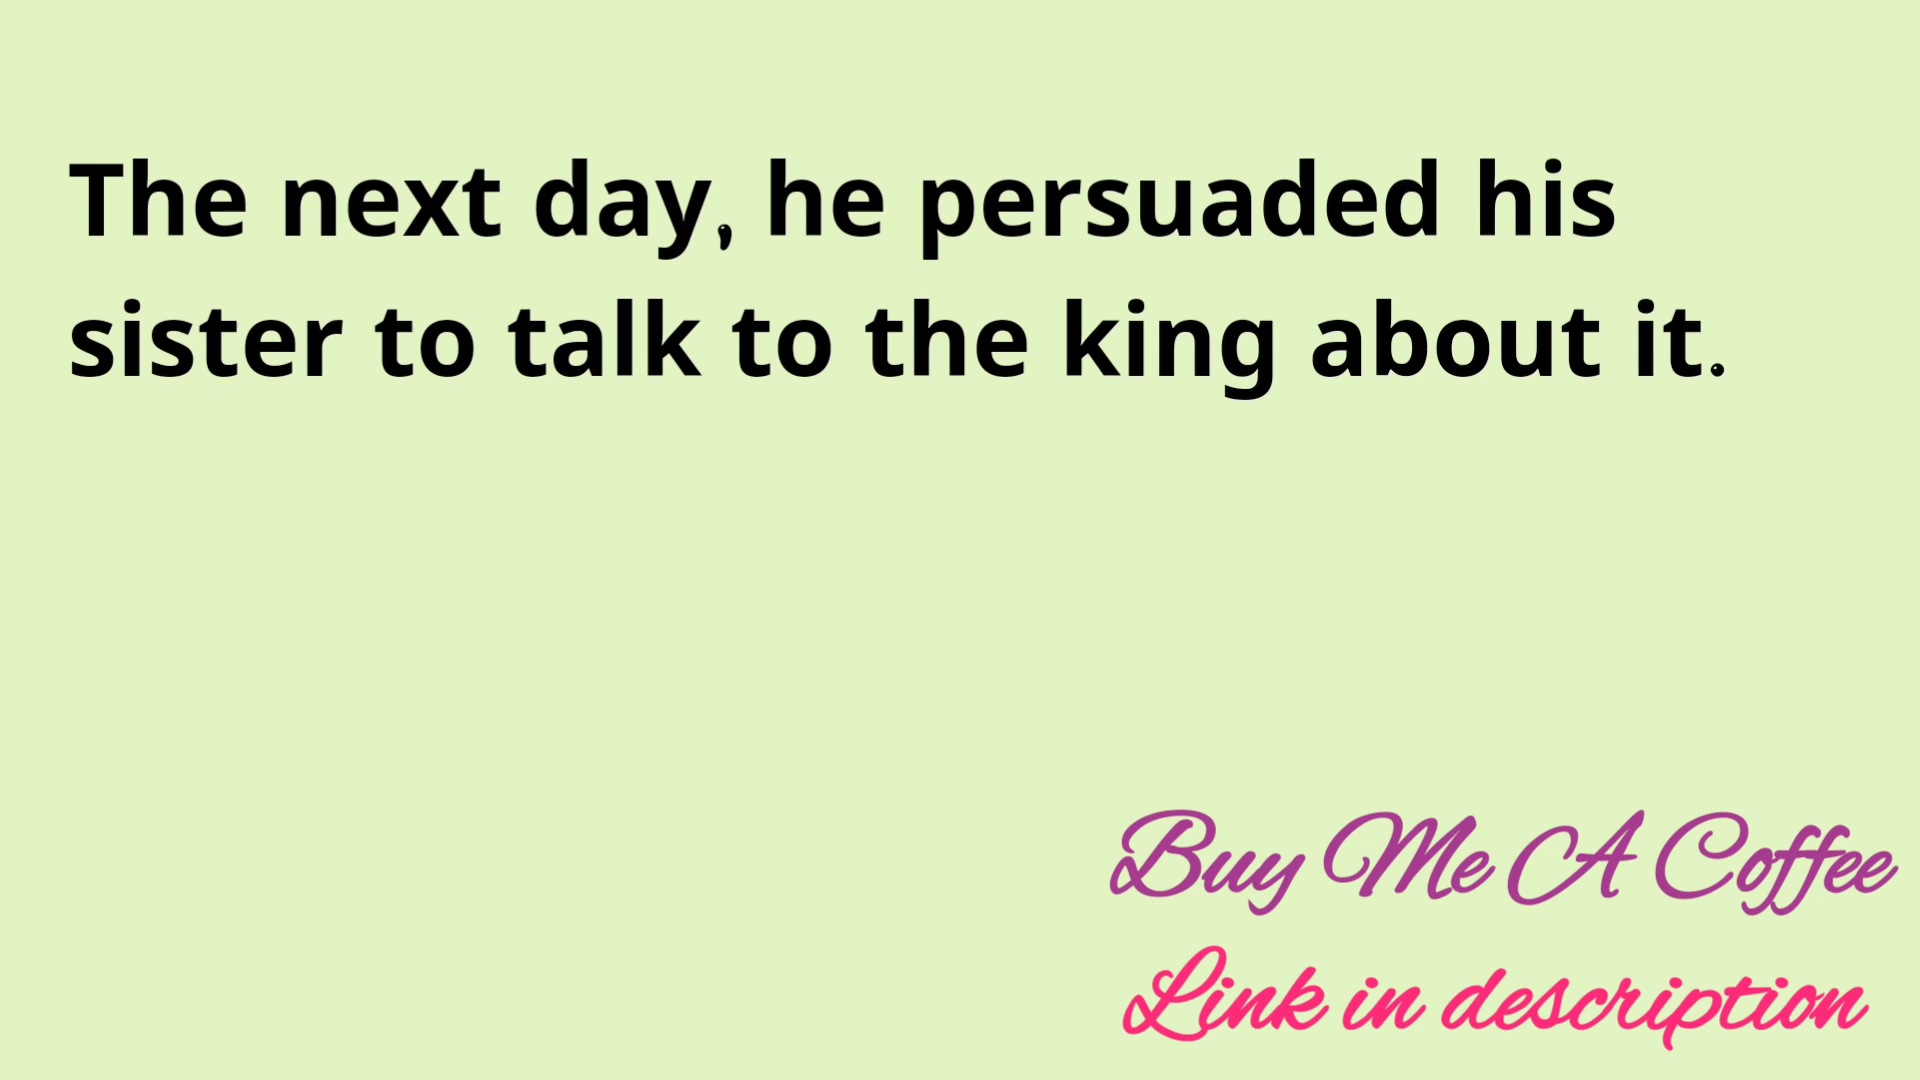 The next day, he persuaded his
sister to talk to the king about it.
Buy Me A Coffee
Link in description